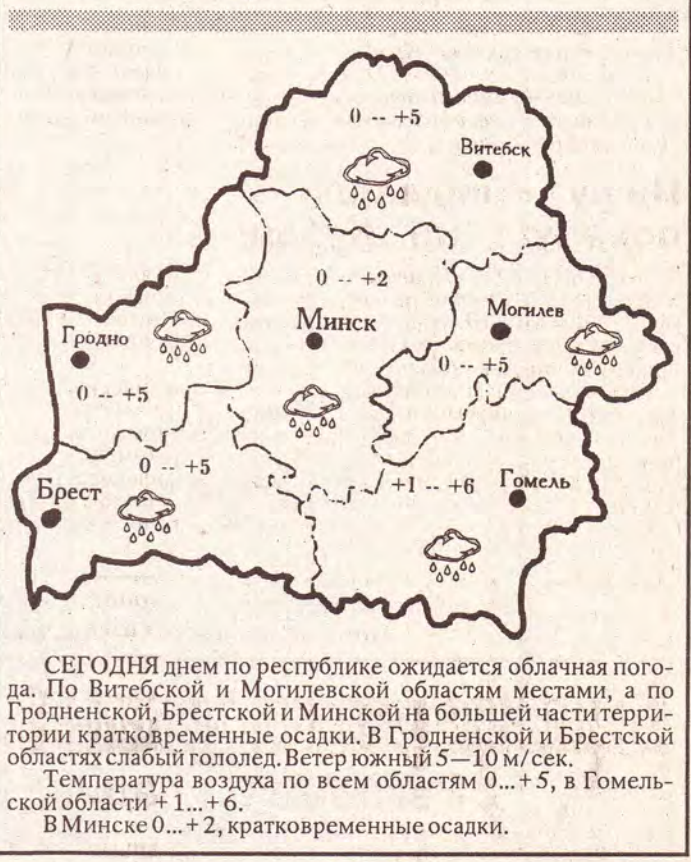 0 -- +5
Витебск
0 -- +2
Минск
Могилев
0 -- +5
Гродно
0 -- +5
0 -- +5
Брест
+1 -- +6
Гомель
СЕГОДНЯ днем по республике ожидается облачная пого-
да. По Витебской и Могилевской областям местами, а по
Гродненской, Брестской и Минской на большей части терри-
тории кратковременные осадки. В Гродненской и Брестской
областях слабый гололед. Ветер южный 5—10 м/сек.
Температура воздуха по всем областям 0...+5, в Гомель-
ской области +1...+6.
В Минске 0...+2, кратковременные осадки.